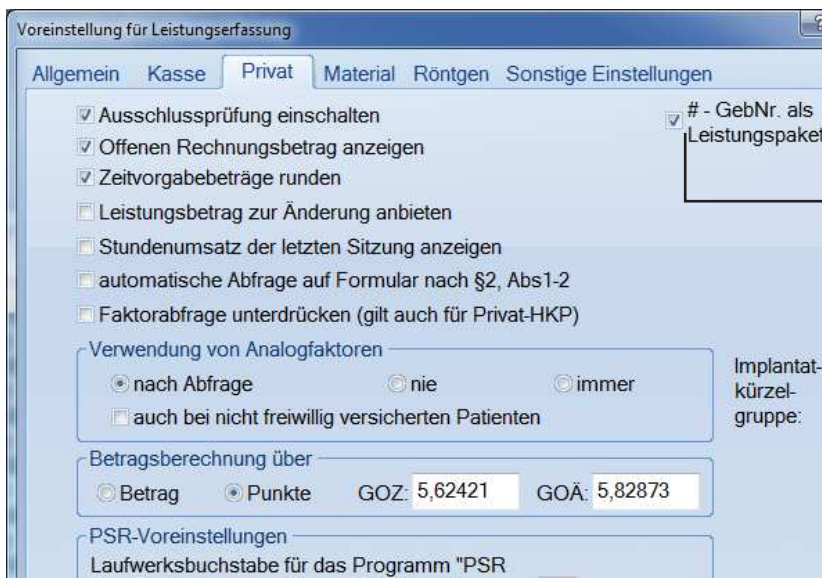 Voreinstellung für Leistungserfassung
Allgemein Kasse Privat Material Röntgen Sonstige Einstellungen
Ausschlussprüfung einschalten
# - GebNr. als
Leistungspaket
Offenen Rechnungsbetrag anzeigen
Zeitvorgabebeträge runden
Leistungsbetrag zur Änderung anbieten
Stundenumsatz der letzten Sitzung anzeigen
automatische Abfrage auf Formular nach §2, Abs1-2
Faktorabfrage unterdrücken (gilt auch für Privat-HKP)
Verwendung von Analogfaktoren
nach Abfrage nie immer
auch bei nicht freiwillig versicherten Patienten
Implantat-
kürzel-
gruppe:
Betragsberechnung über
Betrag Punkte GOZ: 5,62421 GOÄ: 5,82873
PSR-Voreinstellungen
Laufwerksbuchstabe für das Programm "PSR